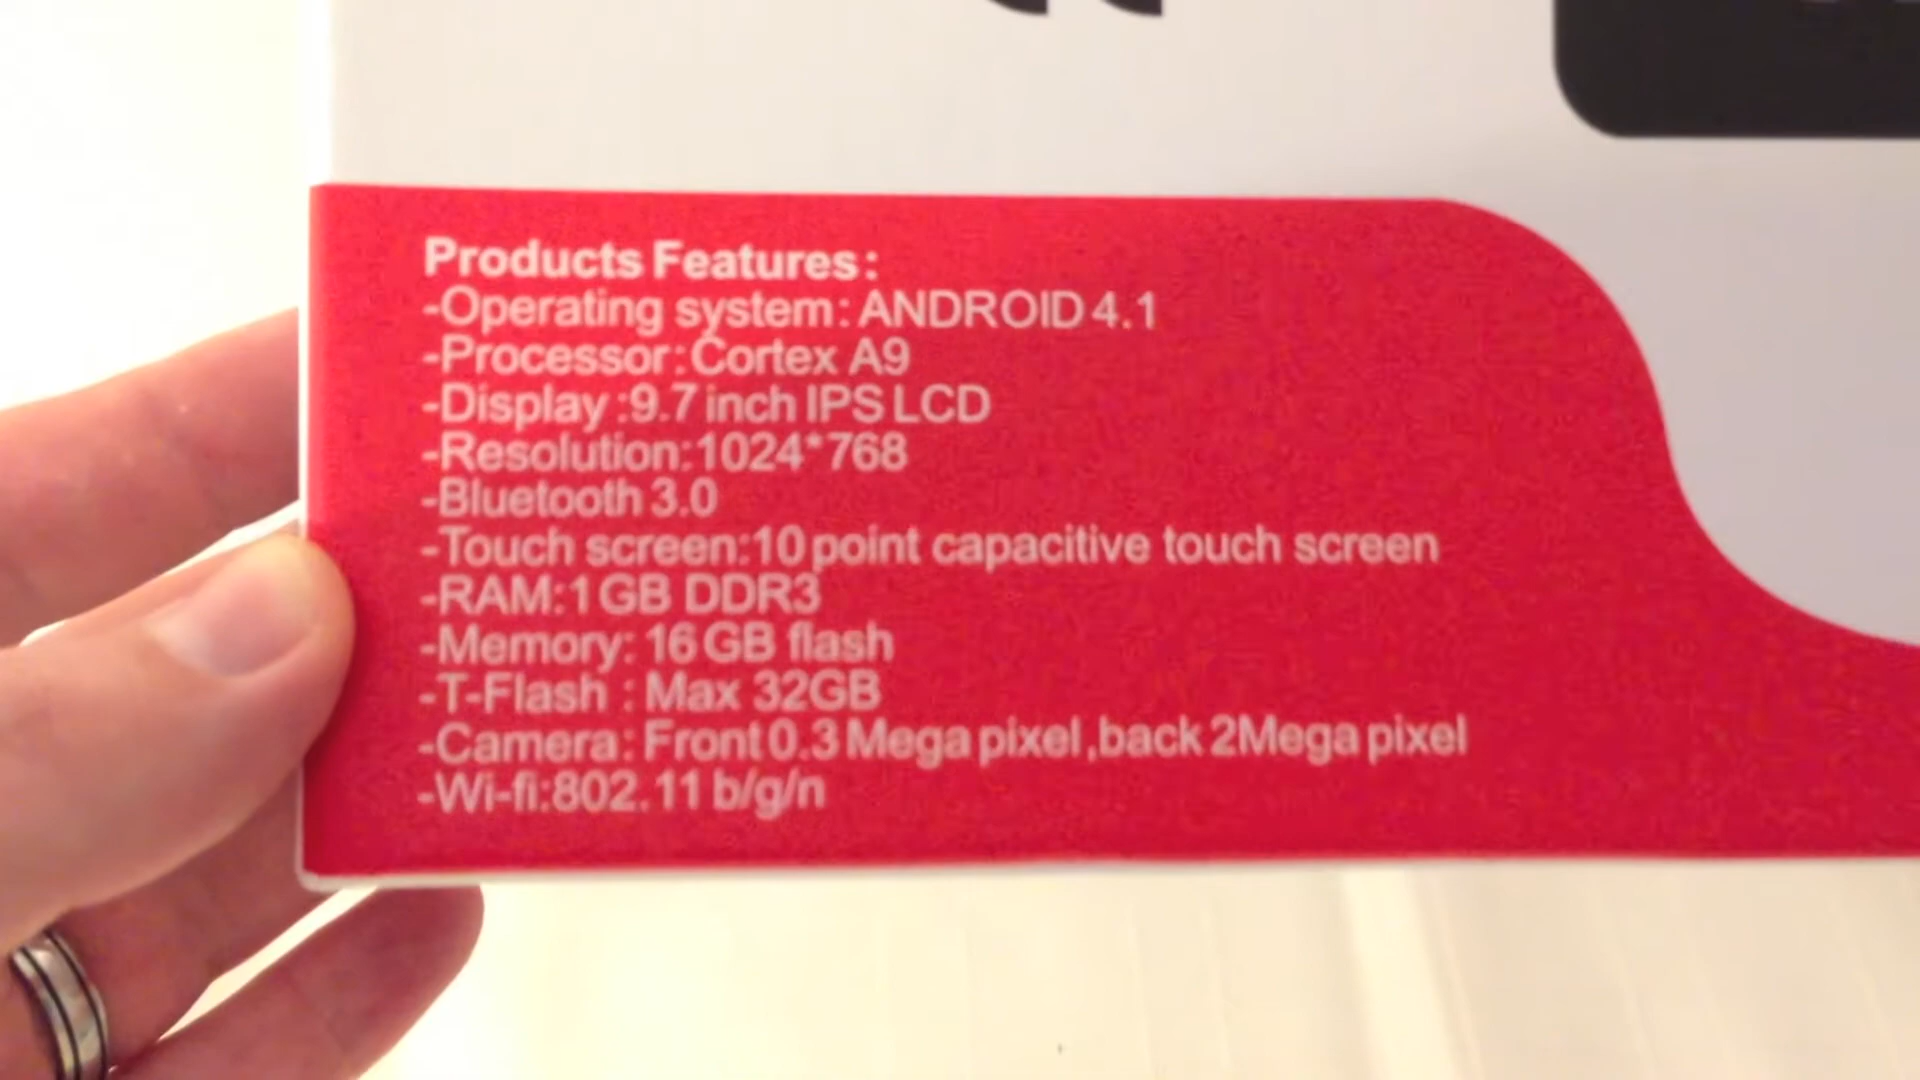 Products Features:
-Operating system: ANDROID 4.1
-Processor:Cortex A9
-Display :9.7 inch IPS LCD
-Resolution:1024*768
-Bluetooth 3.0
-Touch screen:10 point capacitive touch screen
-RAM:1GB DDR3
-Memory: 16 GB flash
-T-Flash : Max 32GB
-Camera: Front 0.3 Mega pixel ,back 2Mega pixel
-Wi-fi:802.11 b/g/n